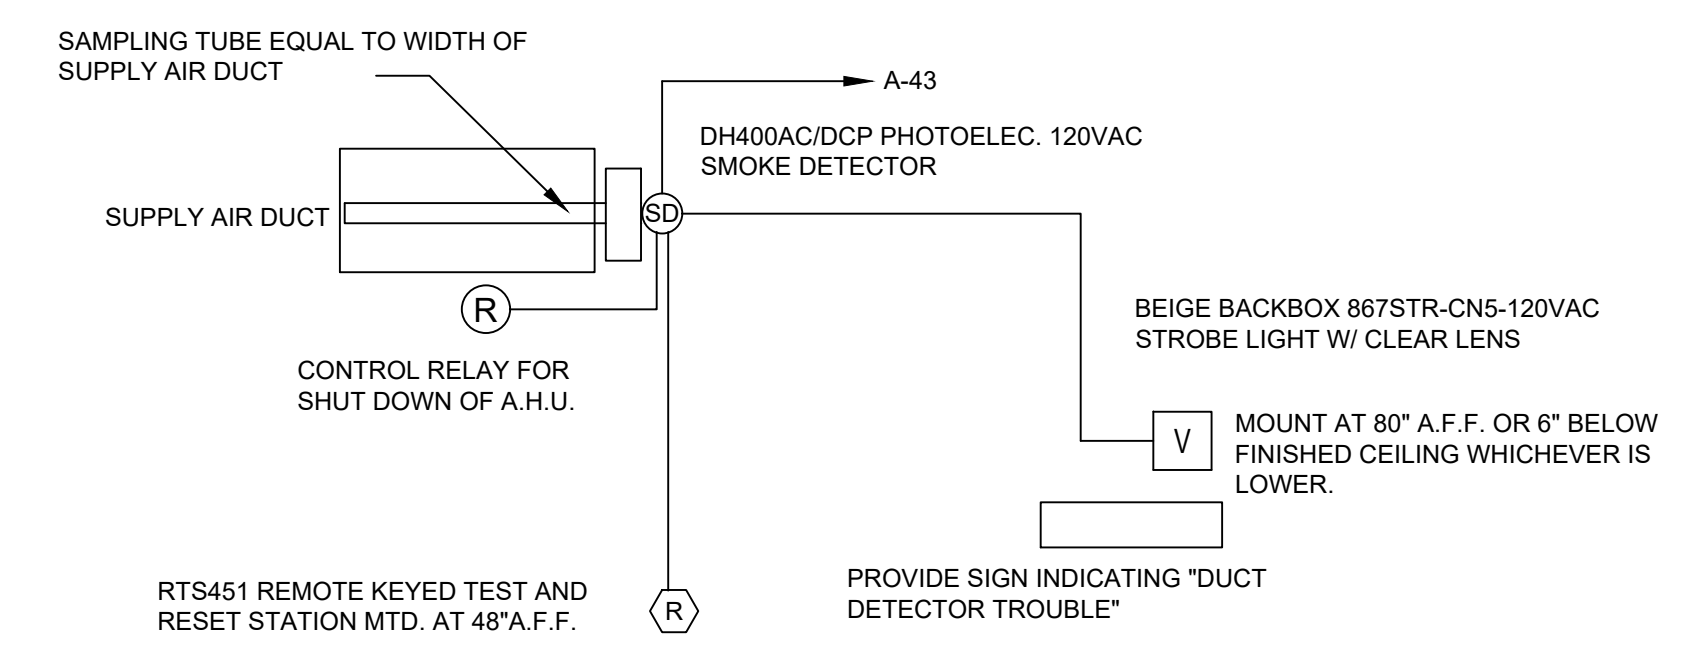 SAMPLING TUBE EQUAL TO WIDTH OF
SUPPLY AIR DUCT
A-43
DH400AC/DCP PHOTOELEC. 120VAC
SMOKE DETECTOR
SUPPLY AIR DUCT
SD
R
CONTROL RELAY FOR
SHUT DOWN OF A.H.U.
BEIGE BACKBOX 867STR-CN5-120VAC
STROBE LIGHT W/ CLEAR LENS
V
MOUNT AT 80" A.F.F. OR 6" BELOW
FINISHED CEILING WHICHEVER IS
LOWER.
RTS451 REMOTE KEYED TEST AND
RESET STATION MTD. AT 48"A.F.F.
R
PROVIDE SIGN INDICATING "DUCT
DETECTOR TROUBLE"